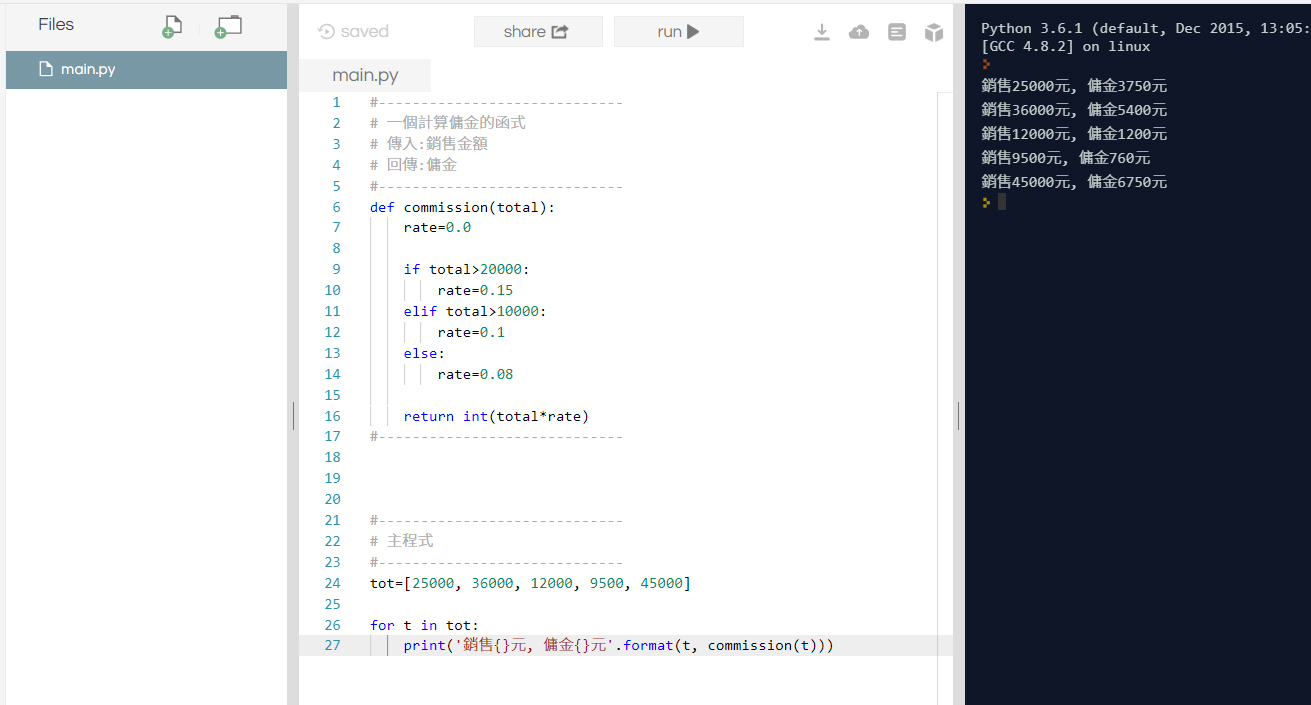 Files
main.py
saved
share
run
main.py
1 #-----------------------------
2 # 一個計算傭金的函式
3 # 傳入:銷售金額
4 # 回傳:傭金
5 #-----------------------------
6 def commission(total):
7     rate=0.0
8
9     if total>20000:
10         rate=0.15
11     elif total>10000:
12         rate=0.1
13     else:
14         rate=0.08
15
16     return int(total*rate)
17 #-----------------------------
18
19
20
21 #-----------------------------
22 # 主程式
23 #-----------------------------
24 tot=[25000, 36000, 12000, 9500, 45000]
25
26 for t in tot:
27     print('銷售{}元, 傭金{}元'.format(t, commission(t)))
Python 3.6.1 (default, Dec 2015, 13:05:
[GCC 4.8.2] on linux
銷售25000元, 傭金3750元
銷售36000元, 傭金5400元
銷售12000元, 傭金1200元
銷售9500元, 傭金760元
銷售45000元, 傭金6750元